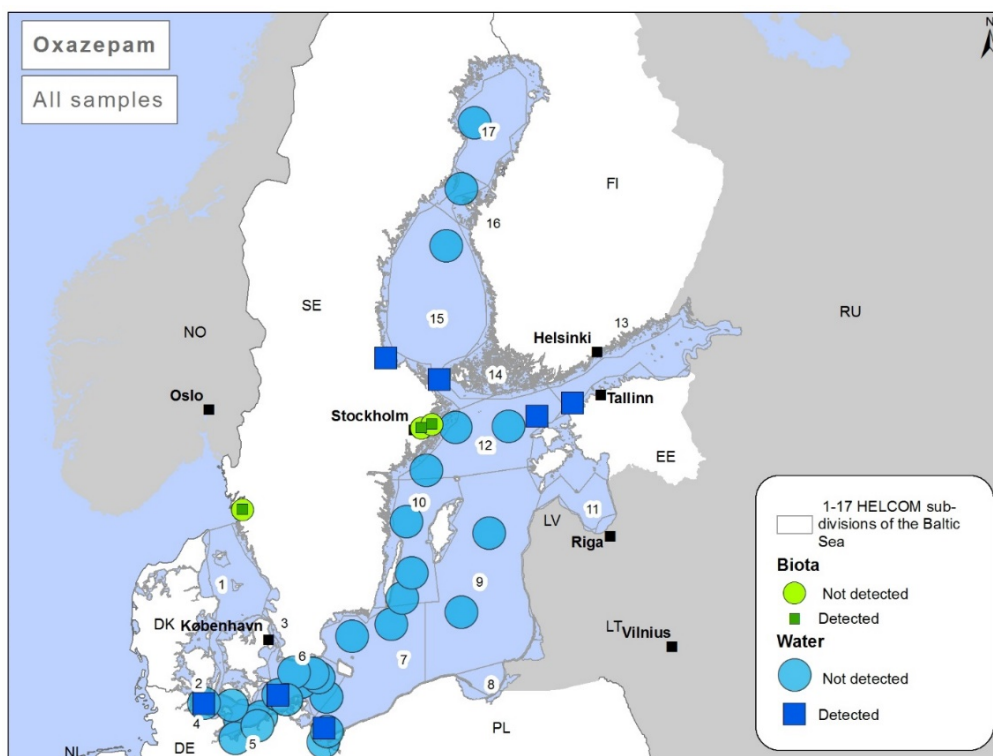 Oxazepam
All samples
N
17
FI
16
SE
15
RU
NO
13
Helsinki
14
Oslo
Tallinn
Stockholm
12
EE
10
11
LV
Riga
1
9
DK
København
3
LT
Vilnius
6
7
2
8
4
5
DE
PL
NL
1-17 HELCOM sub-
divisions of the Baltic
Sea
Biota
Not detected
Detected
Water
Not detected
Detected